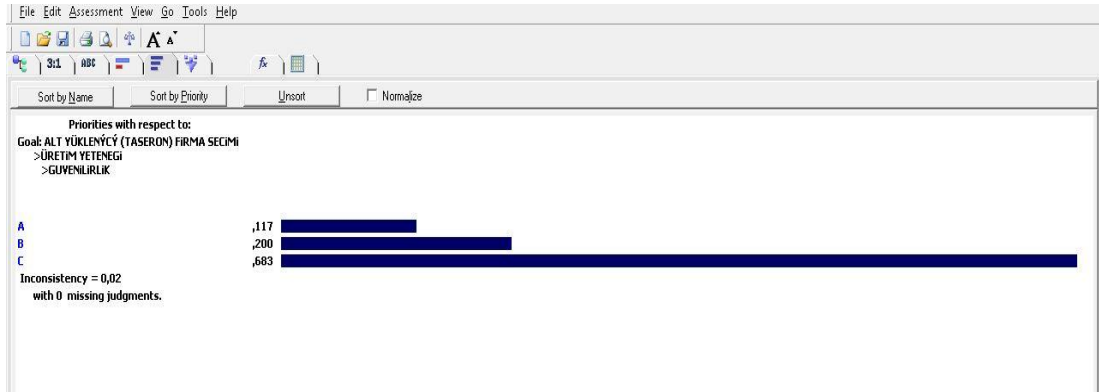 File Edit Assessment View Go Tools Help
A A
3:1 ABC fx
Sort by Name Sort by Priority Unsort Normalize
Priorities with respect to:
Goal: ALT YÜKLENÝCÝ (TASERON) FiRMA SECiMi
>ÜRETiM YETENEGi
>GUVENiLiRLiK
A ,117
B ,200
C ,683
Inconsistency = 0,02
with 0 missing judgments.